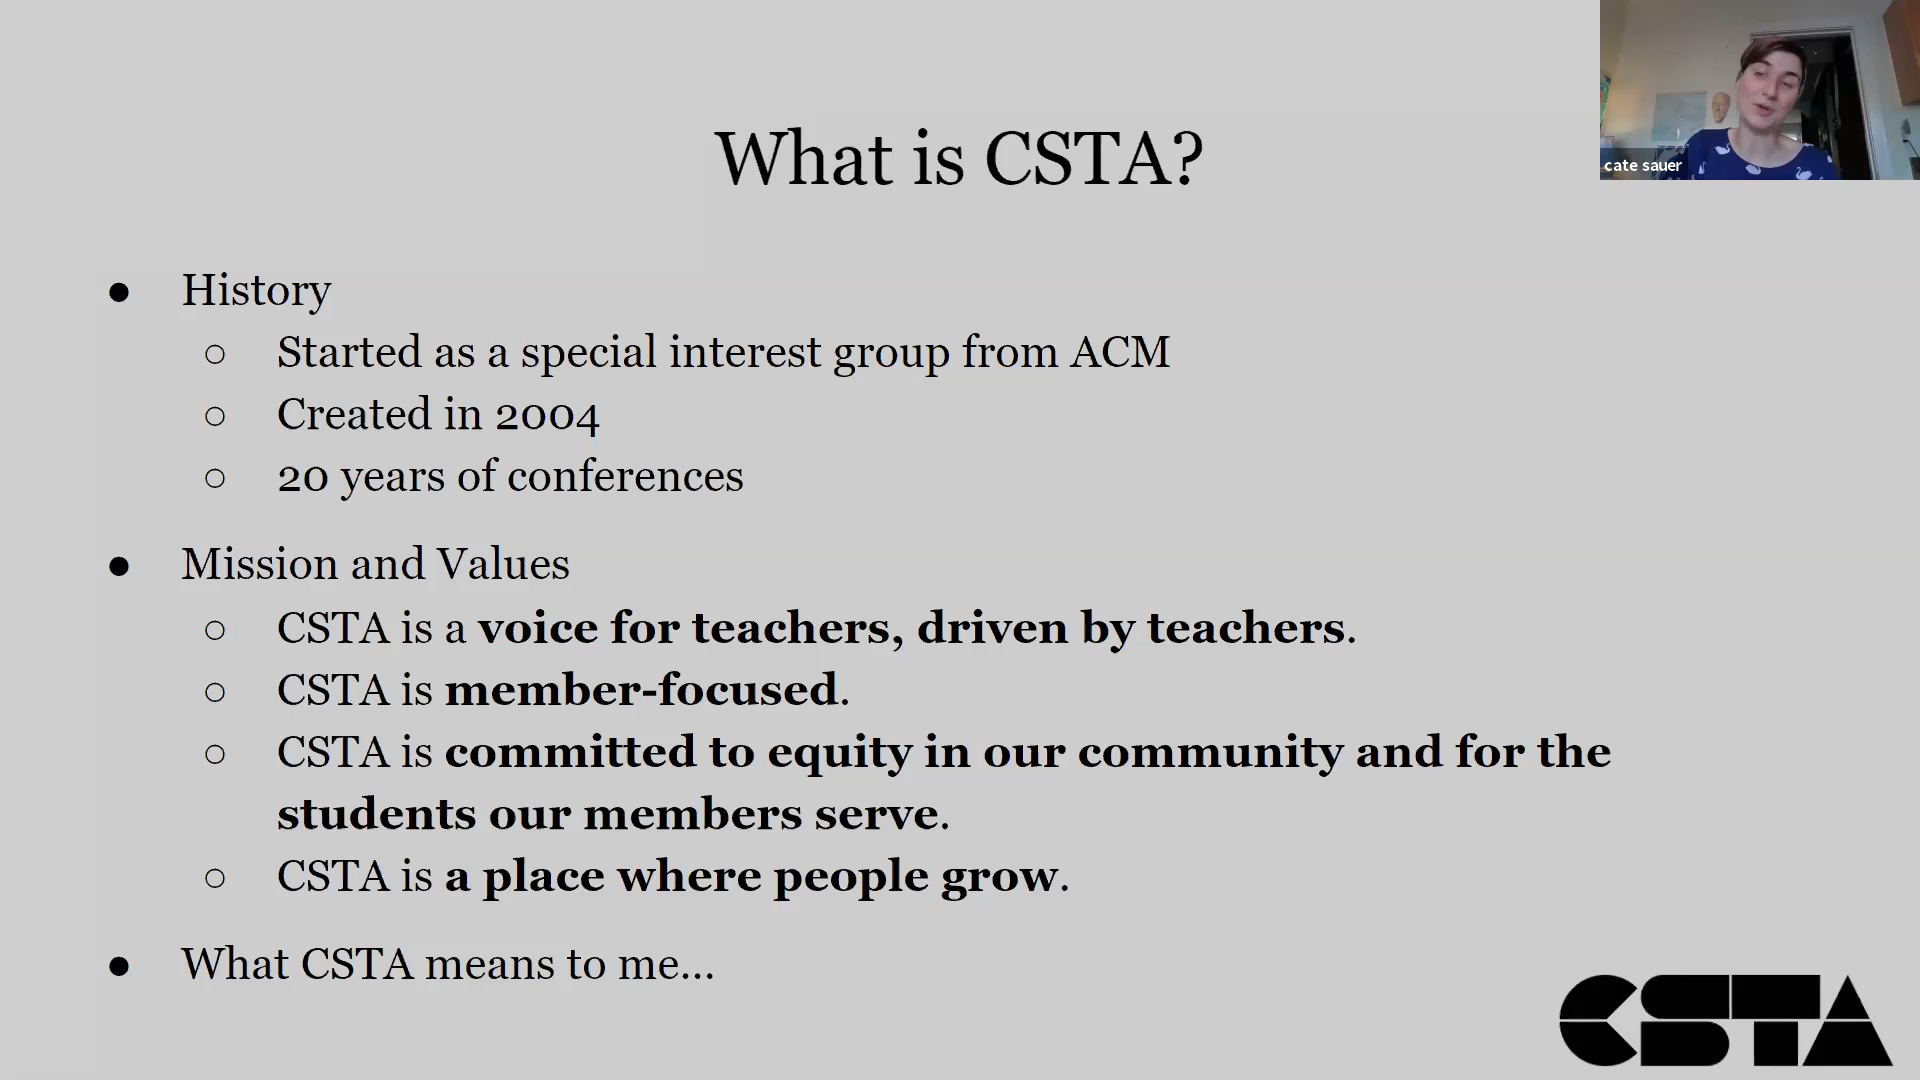 What is CSTA?
cate sauer
● History
○ Started as a special interest group from ACM
○ Created in 2004
○ 20 years of conferences
● Mission and Values
○ CSTA is a voice for teachers, driven by teachers.
○ CSTA is member-focused.
○ CSTA is committed to equity in our community and for the
students our members serve.
○ CSTA is a place where people grow.
● What CSTA means to me...
CSTA